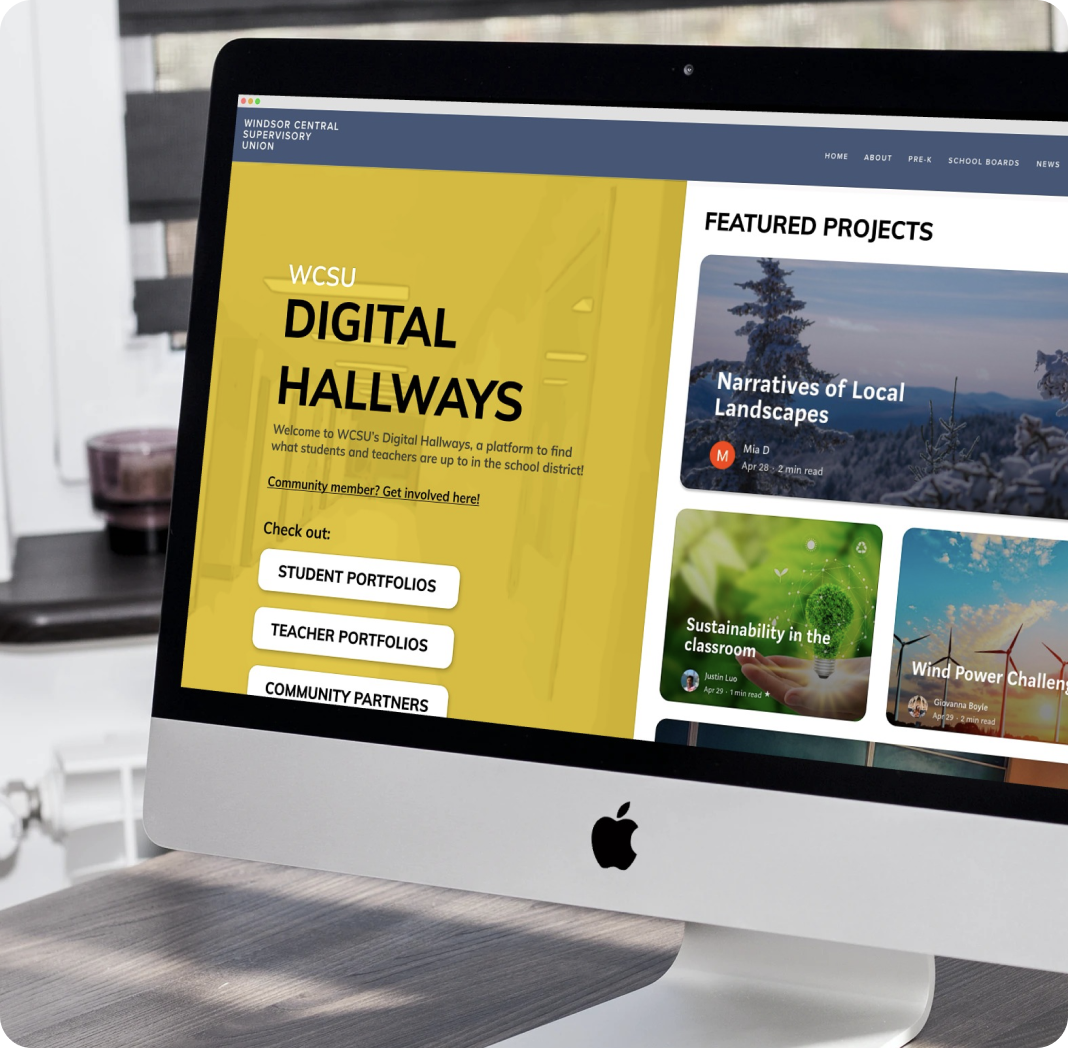 WINDSOR CENTRAL
SUPERVISORY
UNION
HOME ABOUT PRE-K SCHOOL BOARDS NEWS
WCSU
DIGITAL
HALLWAYS
Welcome to WCSU's Digital Hallways, a platform to find
what students and teachers are up to in the school district!
Community member? Get involved here!
Check out:
STUDENT PORTFOLIOS
TEACHER PORTFOLIOS
COMMUNITY PARTNERS
FEATURED PROJECTS
Narratives of Local
Landscapes
M
Mia D
Apr 28 · 2 min read
Sustainability in the
classroom
Justin Luo
Apr 29 · 1 min read ★
Wind Power Challeng
Giovanna Boyle
Apr 29 · 2 min read